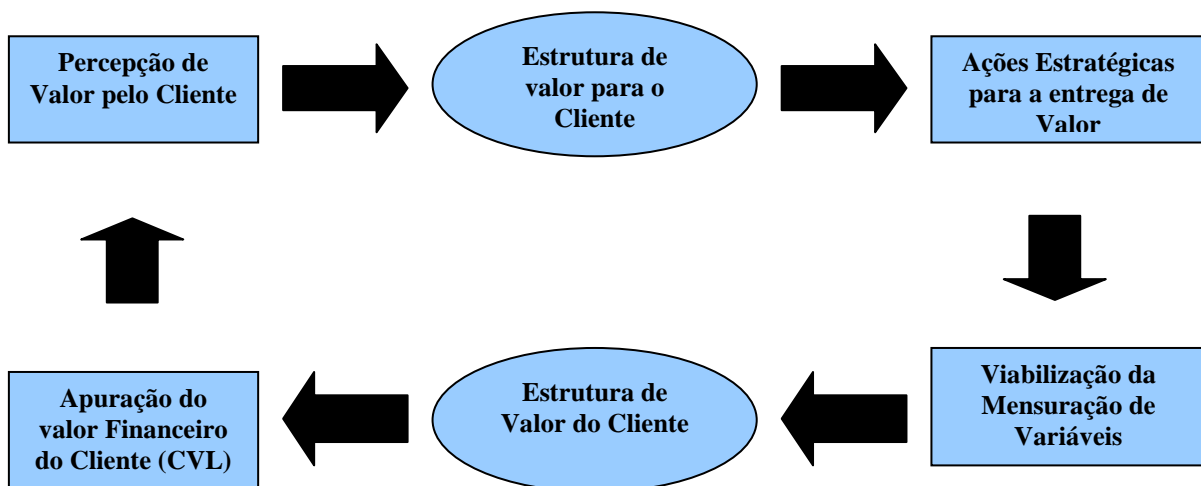 Percepção de
Valor pelo Cliente
Estrutura de
valor para o
Cliente
Ações Estratégicas
para a entrega de
Valor
Apuração do
valor Financeiro
do Cliente (CVL)
Estrutura de
Valor do Cliente
Viabilização da
Mensuração de
Variáveis